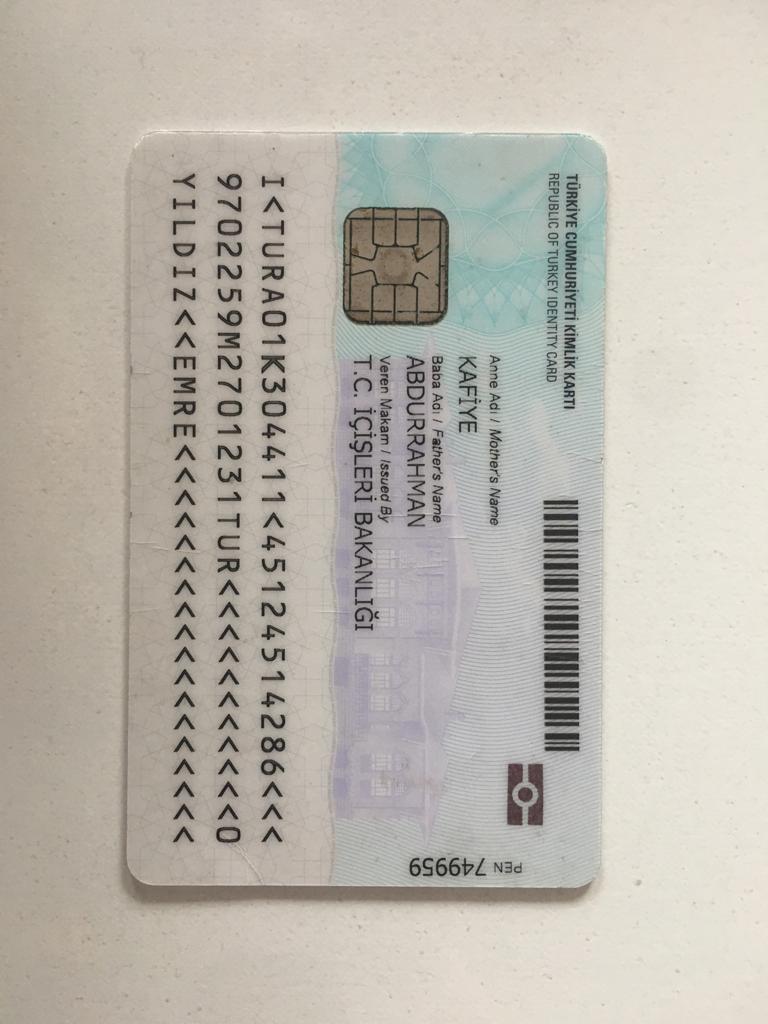 TÜRKİYE CUMHURİYETİ KİMLİK KARTI
REPUBLIC OF TURKEY IDENTITY CARD
Anne Adı / Mother's Name
KAFİYE
Baba Adı / Father's Name
ABDURRAHMAN
Veren Makam / Issued By
T.C. İÇİŞLERİ BAKANLIĞI
PEN 749959
I<TURA01K304411<45124514286<<<
9702259M2701231TUR<<<<<<<<<<<0
YILDIZ<<EMRE<<<<<<<<<<<<<<<<<<